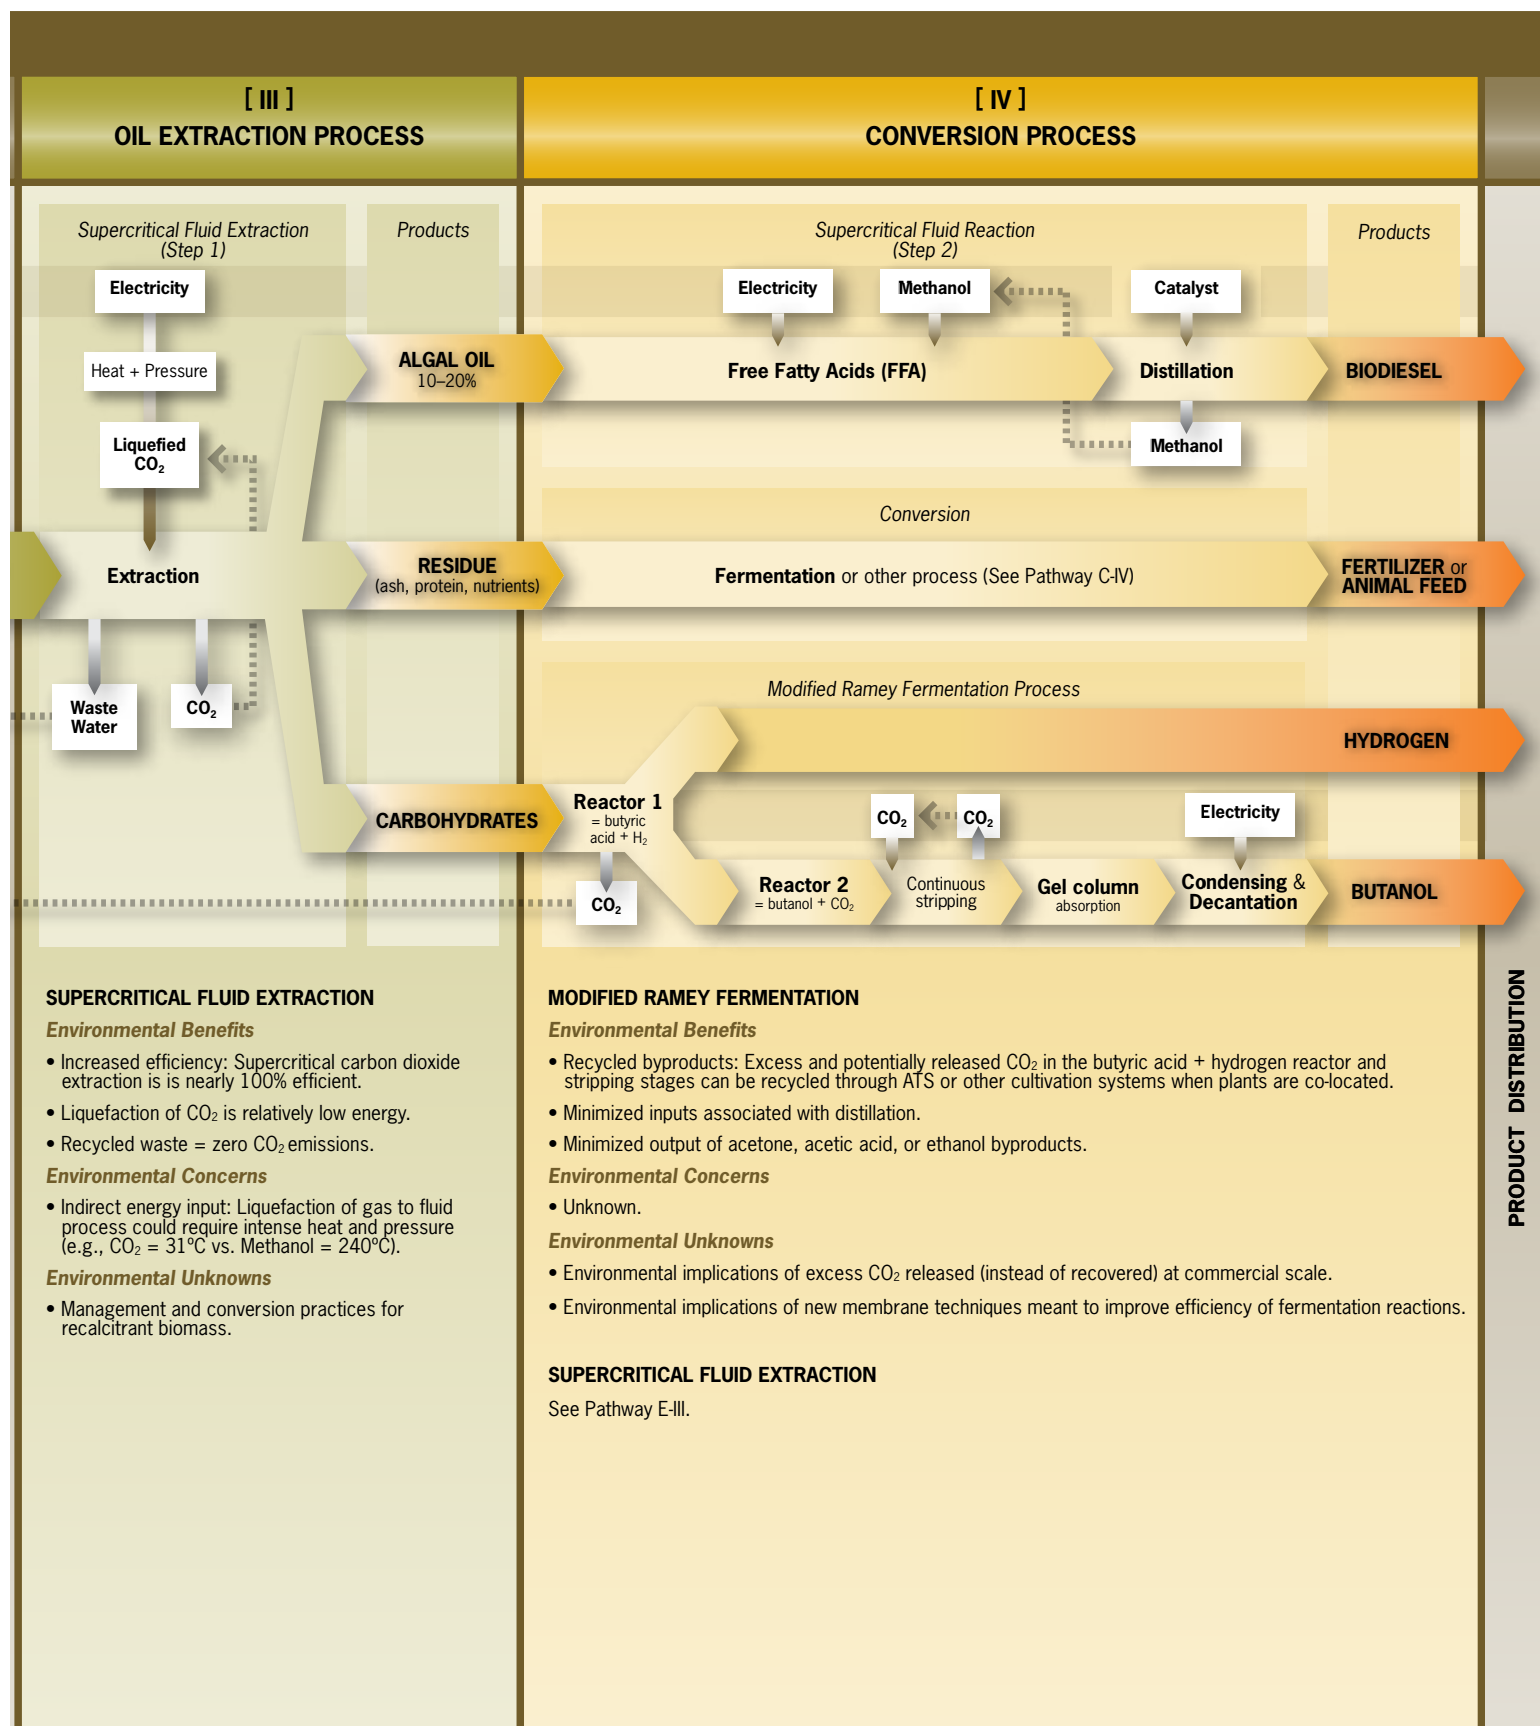 [ III ]
OIL EXTRACTION PROCESS
Supercritical Fluid Extraction
(Step 1)
Products
Electricity
Heat + Pressure
Liquefied
CO₂
Extraction
Waste
Water
CO₂
ALGAL OIL
10–20%
RESIDUE
(ash, protein, nutrients)
CARBOHYDRATES
[ IV ]
CONVERSION PROCESS
Supercritical Fluid Reaction
(Step 2)
Products
Electricity
Methanol
Catalyst
Free Fatty Acids (FFA)
Distillation
BIODIESEL
Methanol
Conversion
Fermentation or other process (See Pathway C-IV)
FERTILIZER or
ANIMAL FEED
Modified Ramey Fermentation Process
HYDROGEN
Reactor 1
= butyric
acid + H₂
CO₂
CO₂
CO₂
Electricity
Reactor 2
= butanol + CO₂
Continuous
stripping
Gel column
absorption
Condensing &
Decantation
BUTANOL
SUPERCRITICAL FLUID EXTRACTION
Environmental Benefits
• Increased efficiency: Supercritical carbon dioxide
extraction is is nearly 100% efficient.
• Liquefaction of CO₂ is relatively low energy.
• Recycled waste = zero CO₂ emissions.
Environmental Concerns
• Indirect energy input: Liquefaction of gas to fluid
process could require intense heat and pressure
(e.g., CO₂ = 31ºC vs. Methanol = 240ºC).
Environmental Unknowns
• Management and conversion practices for
recalcitrant biomass.
MODIFIED RAMEY FERMENTATION
Environmental Benefits
• Recycled byproducts: Excess and potentially released CO₂ in the butyric acid + hydrogen reactor and
stripping stages can be recycled through ATS or other cultivation systems when plants are co-located.
• Minimized inputs associated with distillation.
• Minimized output of acetone, acetic acid, or ethanol byproducts.
Environmental Concerns
• Unknown.
Environmental Unknowns
• Environmental implications of excess CO₂ released (instead of recovered) at commercial scale.
• Environmental implications of new membrane techniques meant to improve efficiency of fermentation reactions.
SUPERCRITICAL FLUID EXTRACTION
See Pathway E-III.
PRODUCT DISTRIBUTION